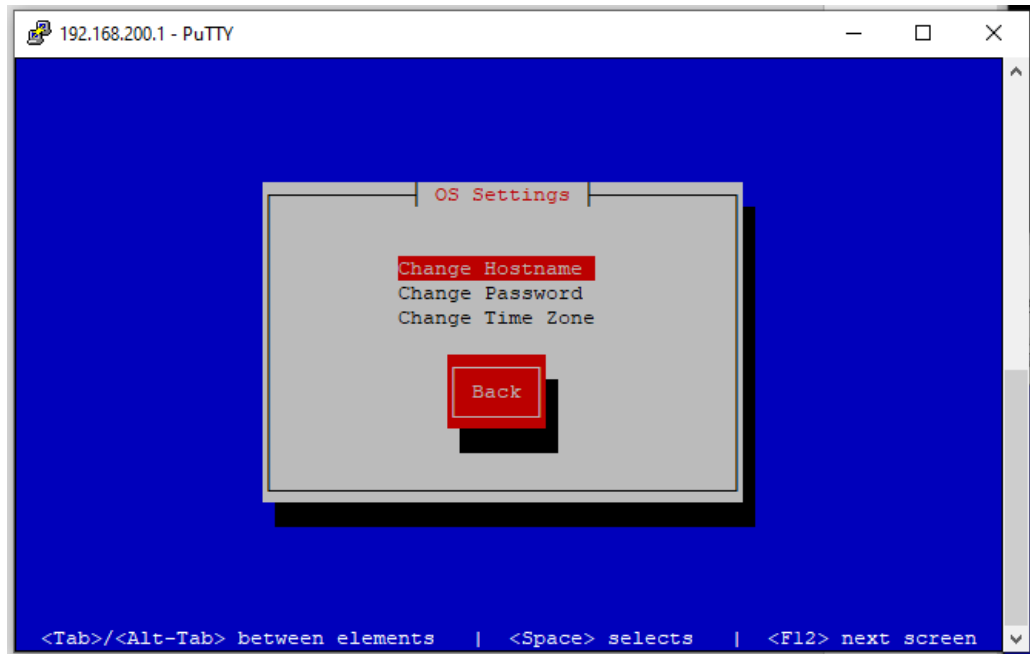 192.168.200.1 - PuTTY
OS Settings
Change Hostname
Change Password
Change Time Zone
Back
<Tab>/<Alt-Tab> between elements | <Space> selects | <F12> next screen